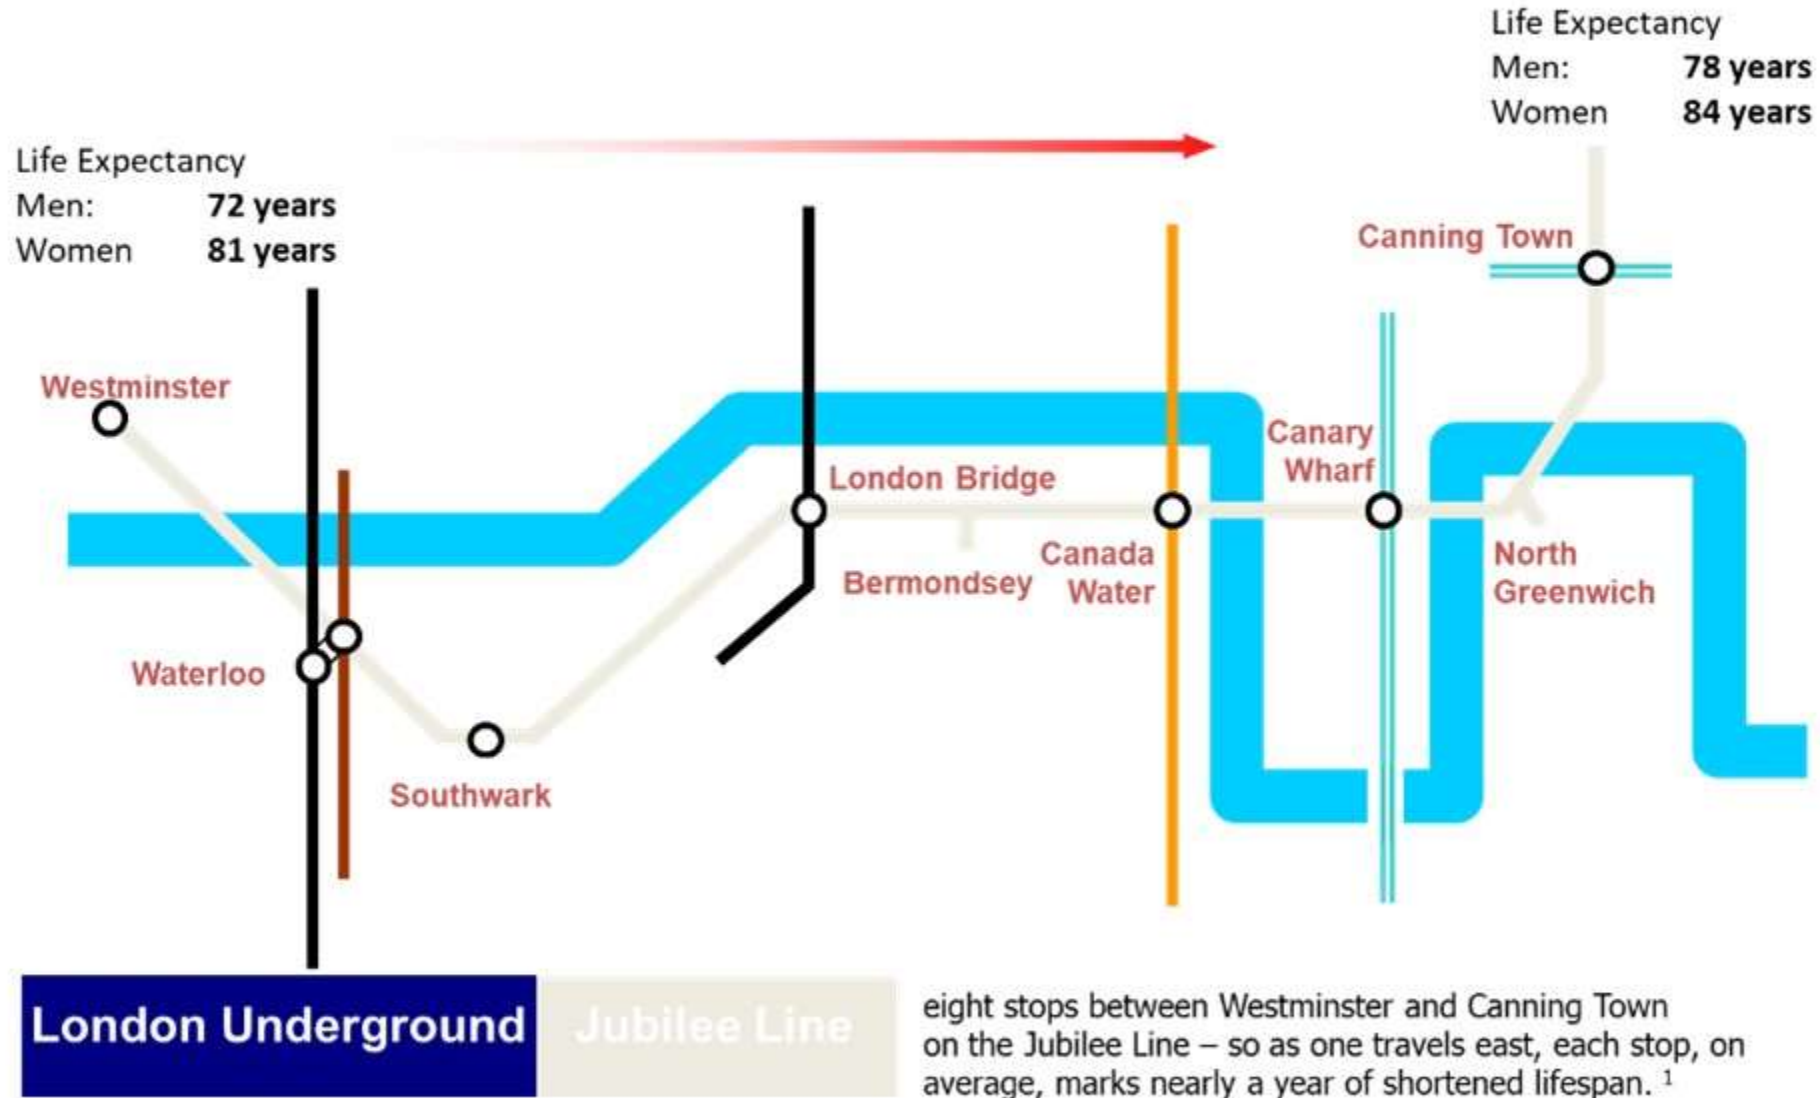 Life Expectancy
Men: 78 years
Women 84 years
Life Expectancy
Men: 72 years
Women 81 years
Canning Town
Westminster
Canary
Wharf
London Bridge
Canada
Water
Bermondsey
North
Greenwich
Waterloo
Southwark
London Underground
Jubilee Line
eight stops between Westminster and Canning Town
on the Jubilee Line – so as one travels east, each stop, on
average, marks nearly a year of shortened lifespan. 1